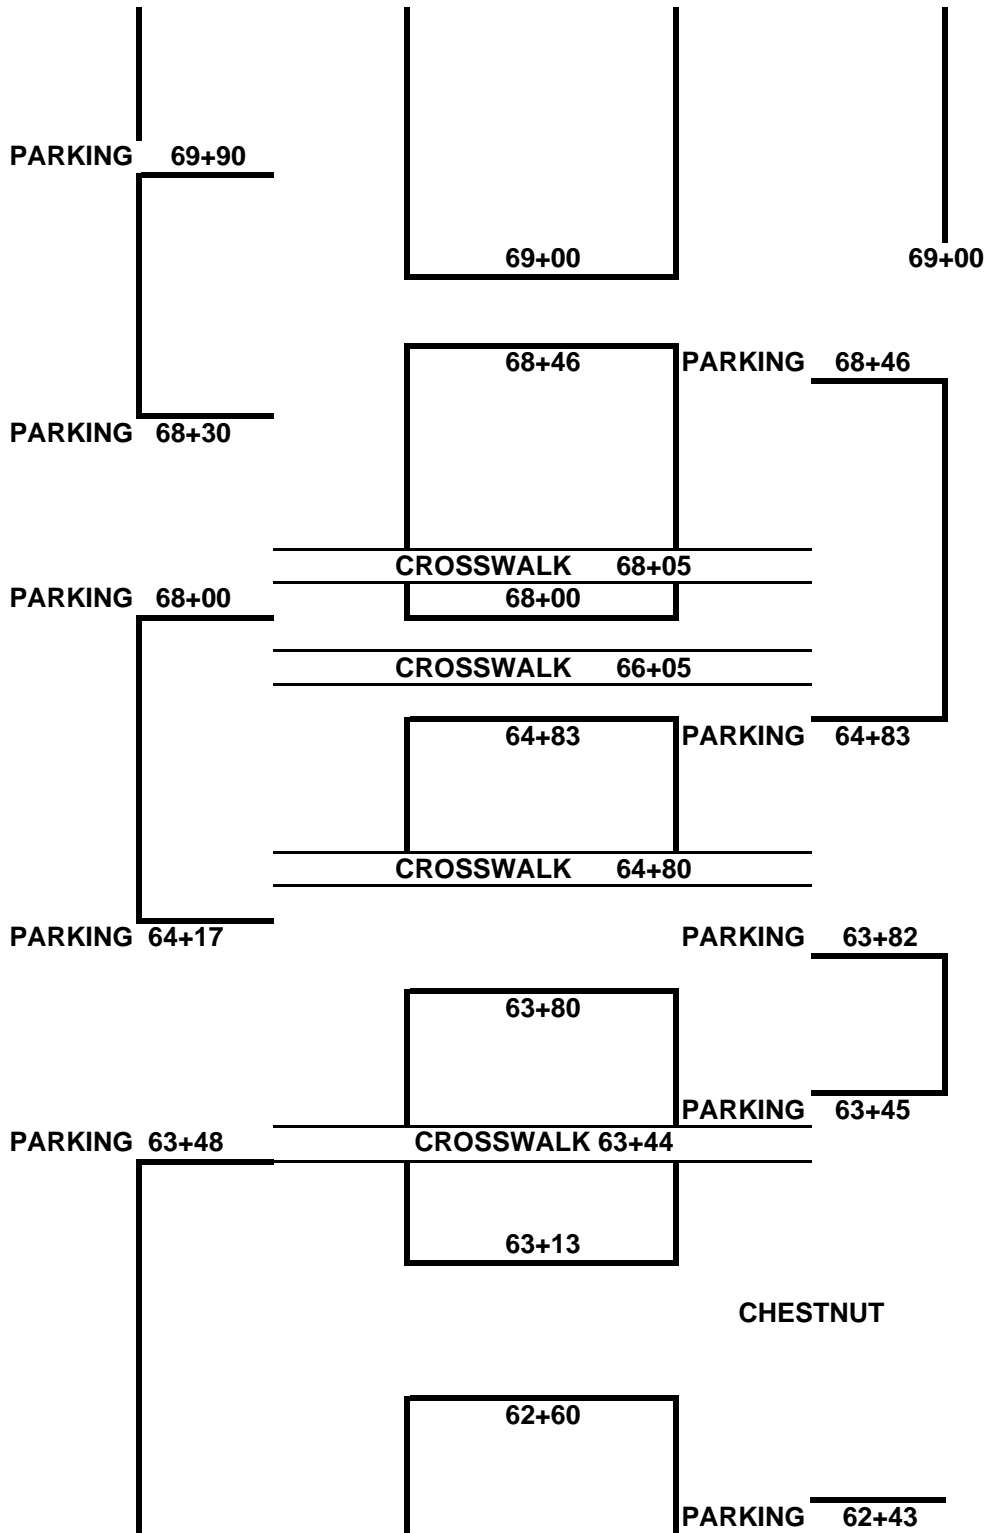 PARKING 69+90
69+00 69+00
68+46 PARKING 68+46
PARKING 68+30
CROSSWALK 68+05
PARKING 68+00 68+00
CROSSWALK 66+05
64+83 PARKING 64+83
CROSSWALK 64+80
PARKING 64+17 PARKING 63+82
63+80
PARKING 63+45
PARKING 63+48 CROSSWALK 63+44
63+13
CHESTNUT
62+60
PARKING 62+43